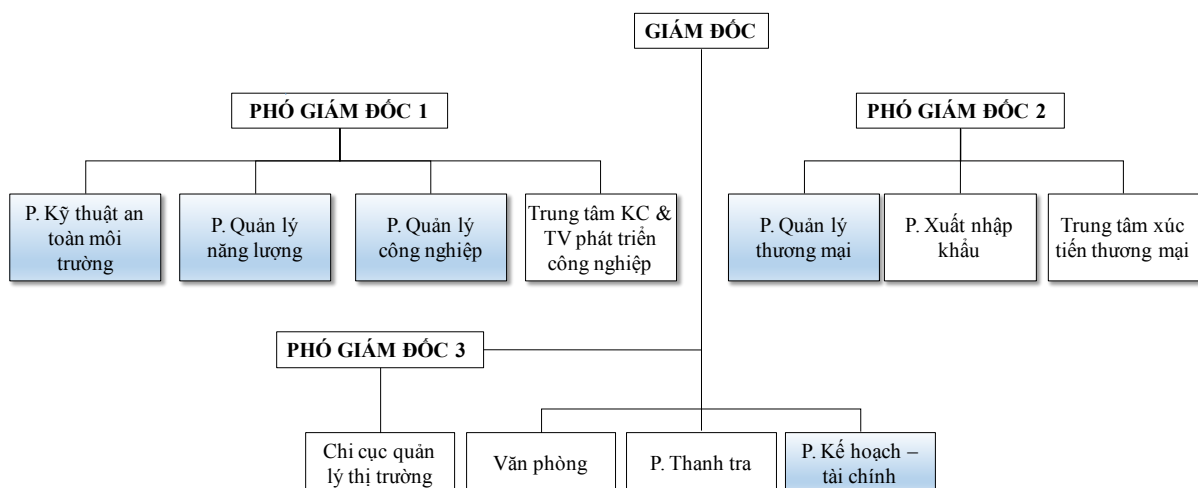 GIÁM ĐỐC
PHÓ GIÁM ĐỐC 1
PHÓ GIÁM ĐỐC 2
P. Kỹ thuật an
toàn môi
trường
P. Quản lý
năng lượng
P. Quản lý
công nghiệp
Trung tâm KC &
TV phát triển
công nghiệp
P. Quản lý
thương mại
P. Xuất nhập
khẩu
Trung tâm xúc
tiến thương mại
PHÓ GIÁM ĐỐC 3
Chi cục quản
lý thị trường
Văn phòng
P. Thanh tra
P. Kế hoạch –
tài chính